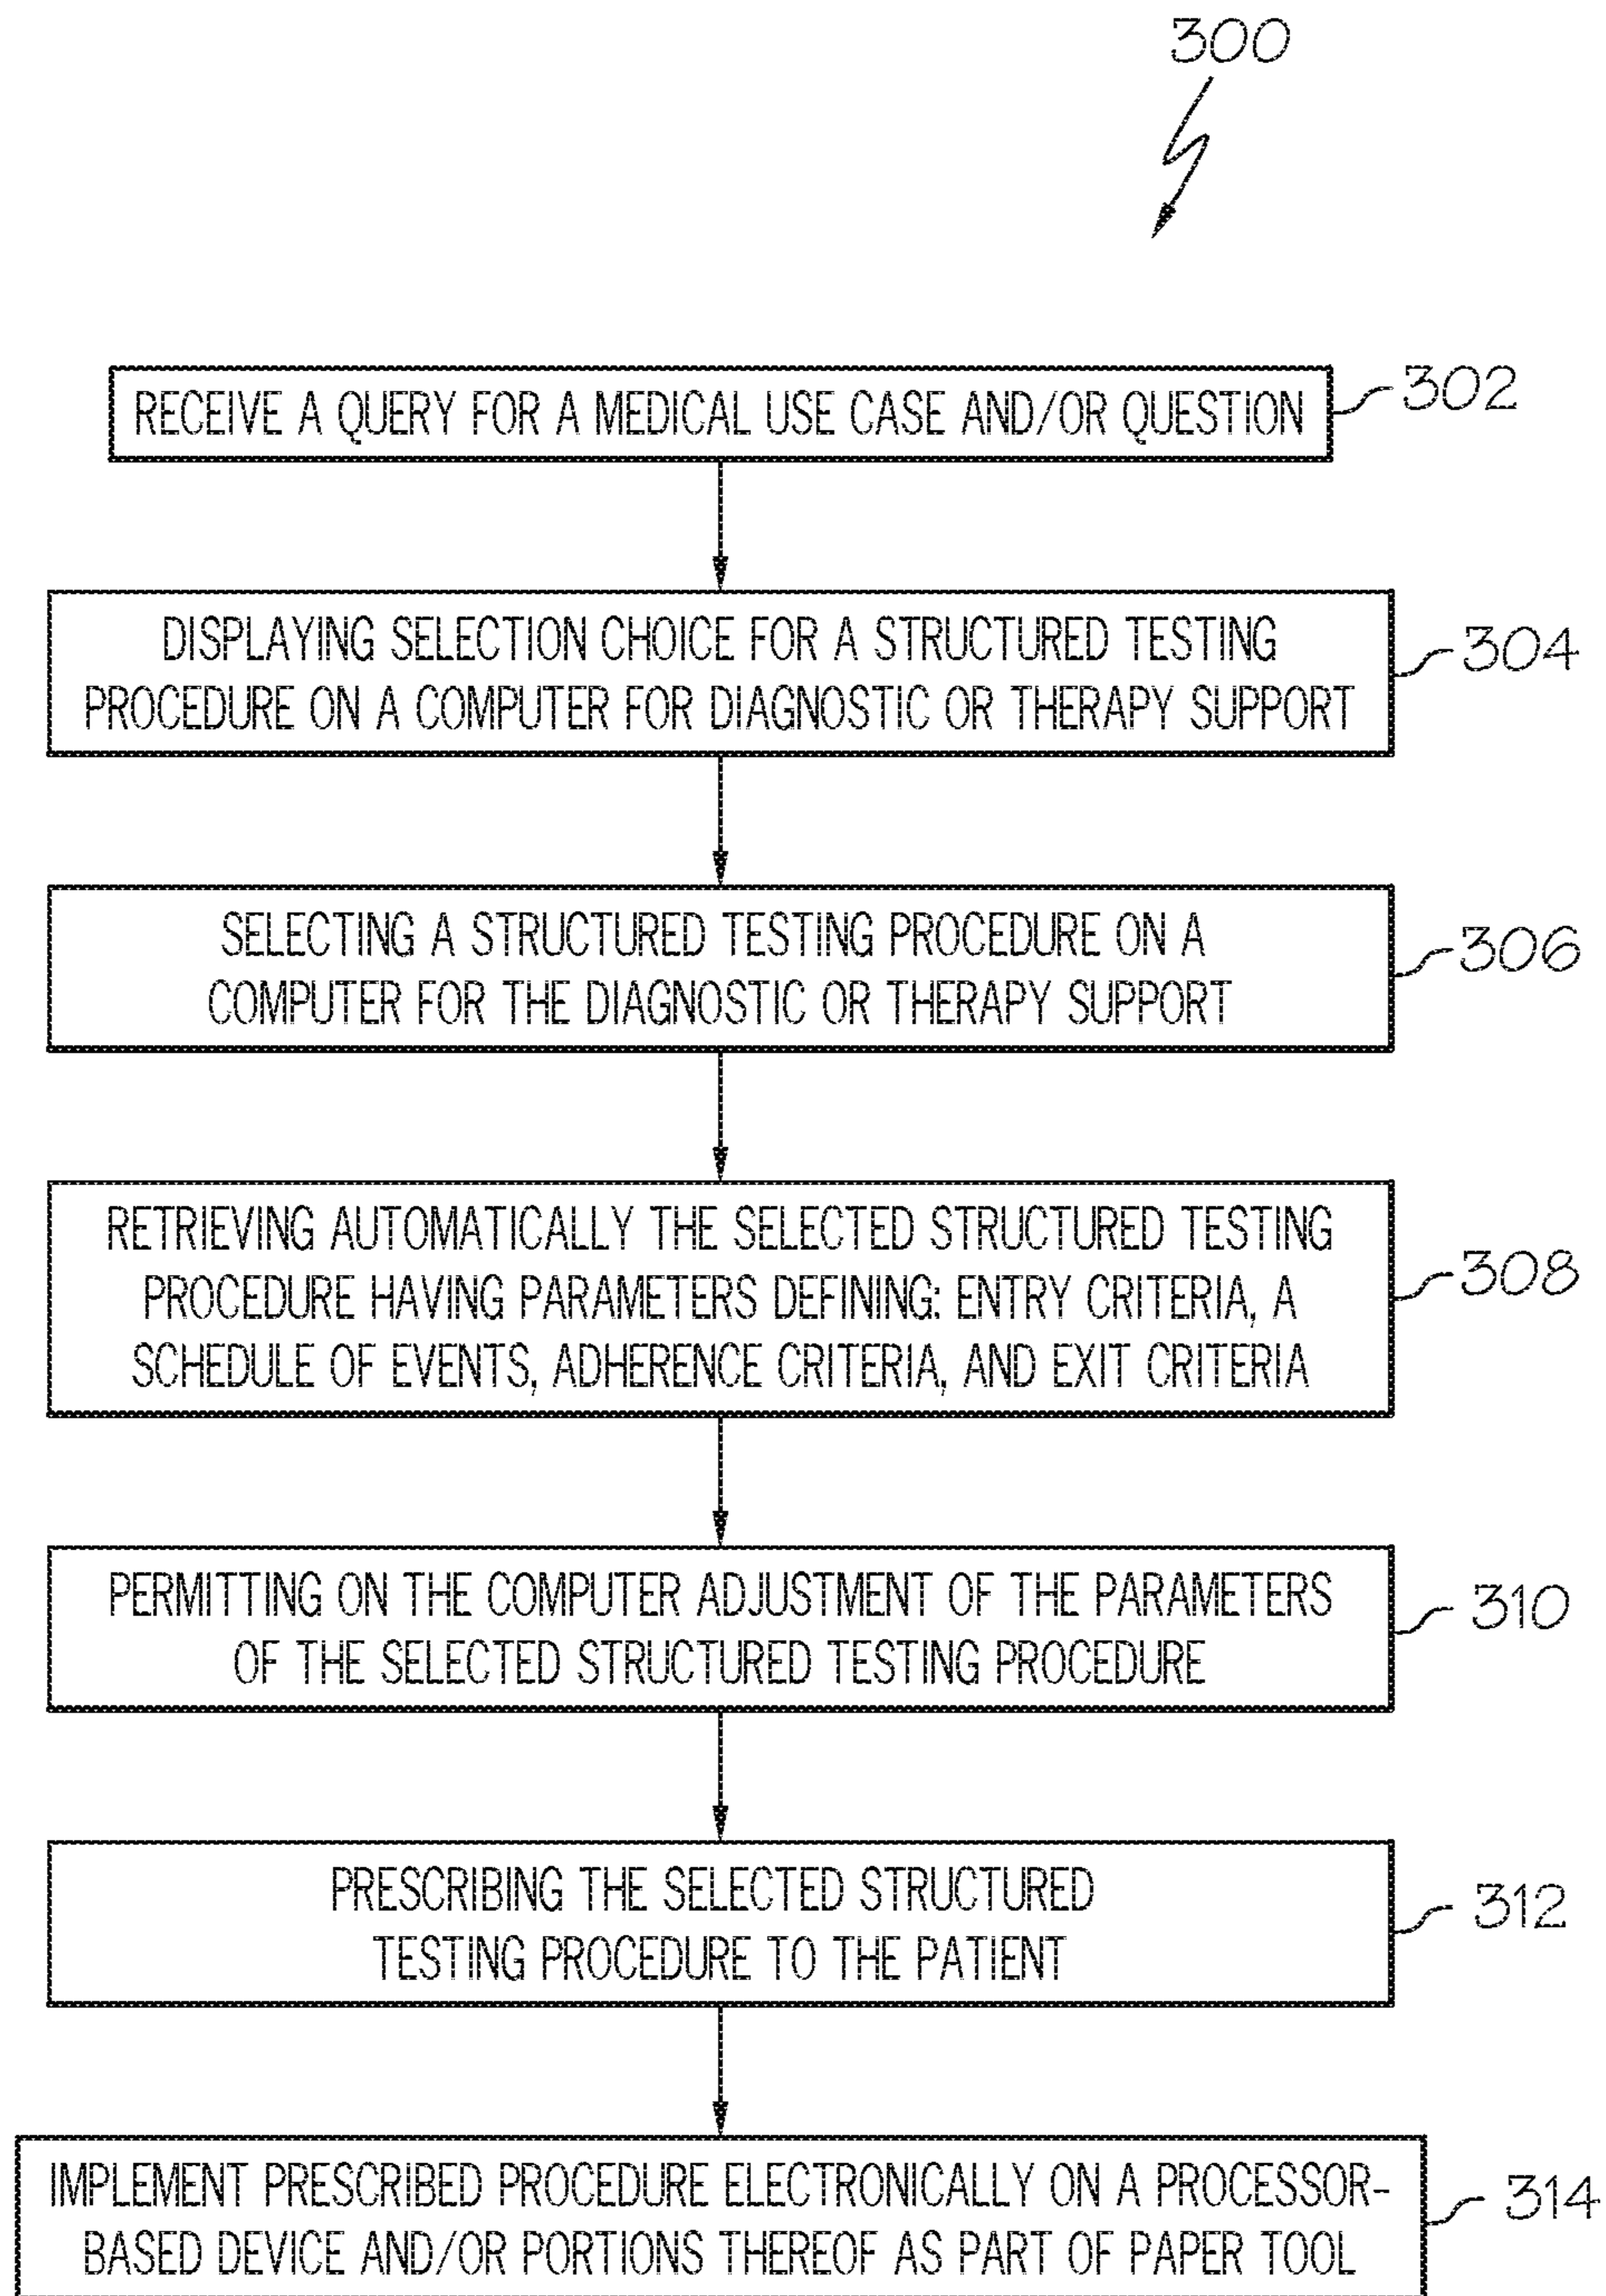 300
RECEIVE A QUERY FOR A MEDICAL USE CASE AND/OR QUESTION
302
DISPLAYING SELECTION CHOICE FOR A STRUCTURED TESTING
PROCEDURE ON A COMPUTER FOR DIAGNOSTIC OR THERAPY SUPPORT
304
SELECTING A STRUCTURED TESTING PROCEDURE ON A
COMPUTER FOR THE DIAGNOSTIC OR THERAPY SUPPORT
306
RETRIEVING AUTOMATICALLY THE SELECTED STRUCTURED TESTING
PROCEDURE HAVING PARAMETERS DEFINING: ENTRY CRITERIA, A
SCHEDULE OF EVENTS, ADHERENCE CRITERIA, AND EXIT CRITERIA
308
PERMITTING ON THE COMPUTER ADJUSTMENT OF THE PARAMETERS
OF THE SELECTED STRUCTURED TESTING PROCEDURE
310
PRESCRIBING THE SELECTED STRUCTURED
TESTING PROCEDURE TO THE PATIENT
312
IMPLEMENT PRESCRIBED PROCEDURE ELECTRONICALLY ON A PROCESSOR-
BASED DEVICE AND/OR PORTIONS THEREOF AS PART OF PAPER TOOL
314